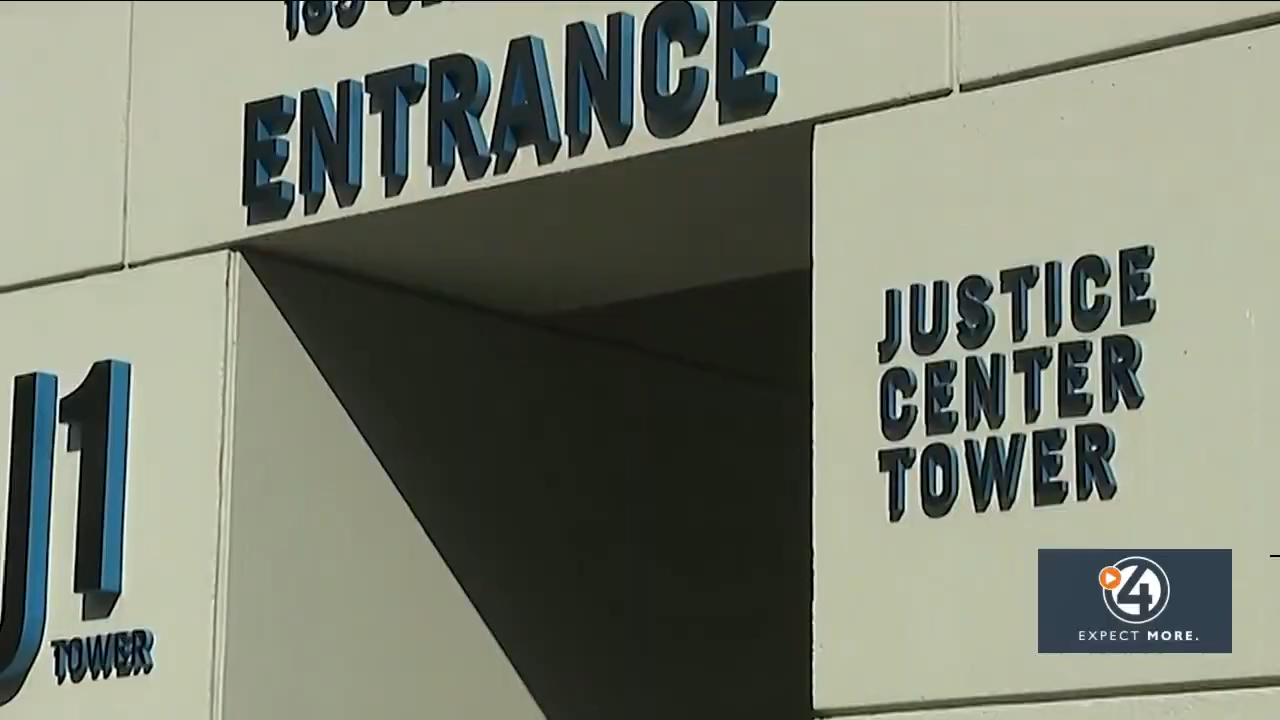 ENTRANCE
JUSTICE
CENTER
TOWER
J1
TOWER
4
EXPECT MORE.